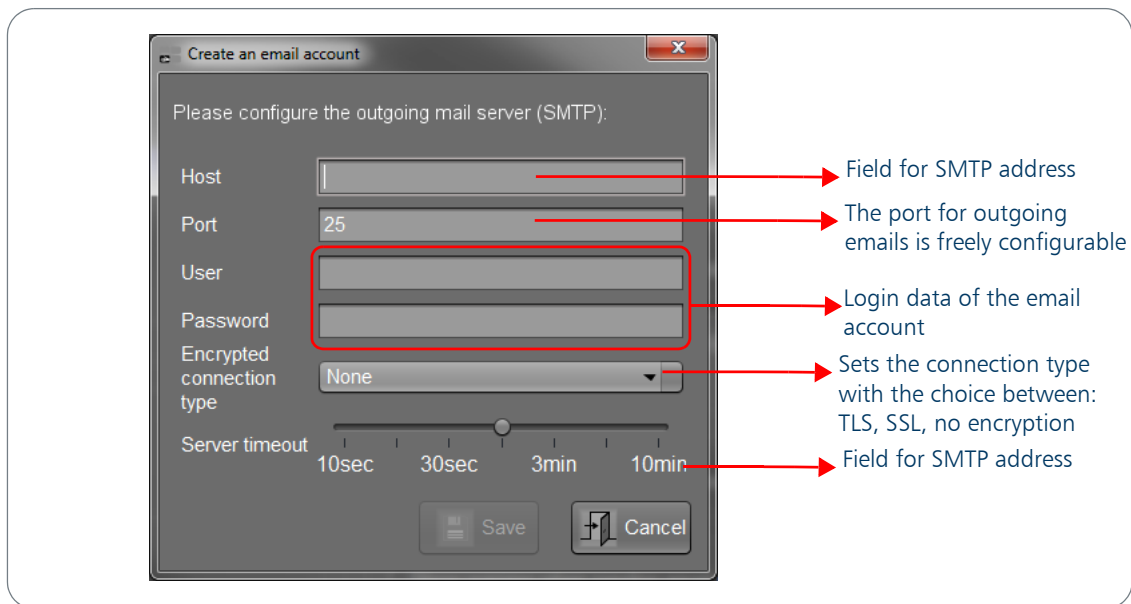 Create an email account
x
Please configure the outgoing mail server (SMTP):
Host
Field for SMTP address
Port
25
The port for outgoing
emails is freely configurable
User
Password
Login data of the email
account
Encrypted
connection
type
None
Sets the connection type
with the choice between:
TLS, SSL, no encryption
Server timeout
10sec 30sec 3min 10min
Field for SMTP address
Save
Cancel